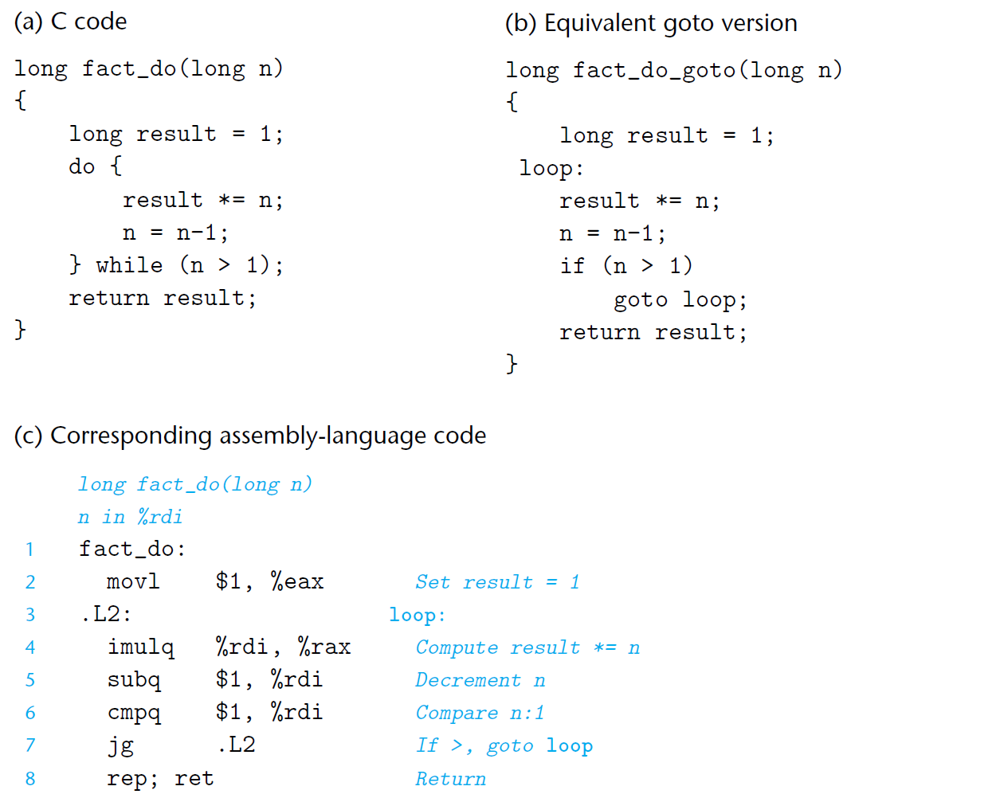 (a) C code
long fact_do(long n)
{
    long result = 1;
    do {
        result *= n;
        n = n-1;
    } while (n > 1);
    return result;
}
(b) Equivalent goto version
long fact_do_goto(long n)
{
    long result = 1;
 loop:
    result *= n;
    n = n-1;
    if (n > 1)
        goto loop;
    return result;
}
(c) Corresponding assembly-language code
long fact_do(long n)
n in %rdi
1 fact_do:
2 movl $1, %eax Set result = 1
3 .L2: loop:
4 imulq %rdi, %rax Compute result *= n
5 subq $1, %rdi Decrement n
6 cmpq $1, %rdi Compare n:1
7 jg .L2 If >, goto loop
8 rep; ret Return